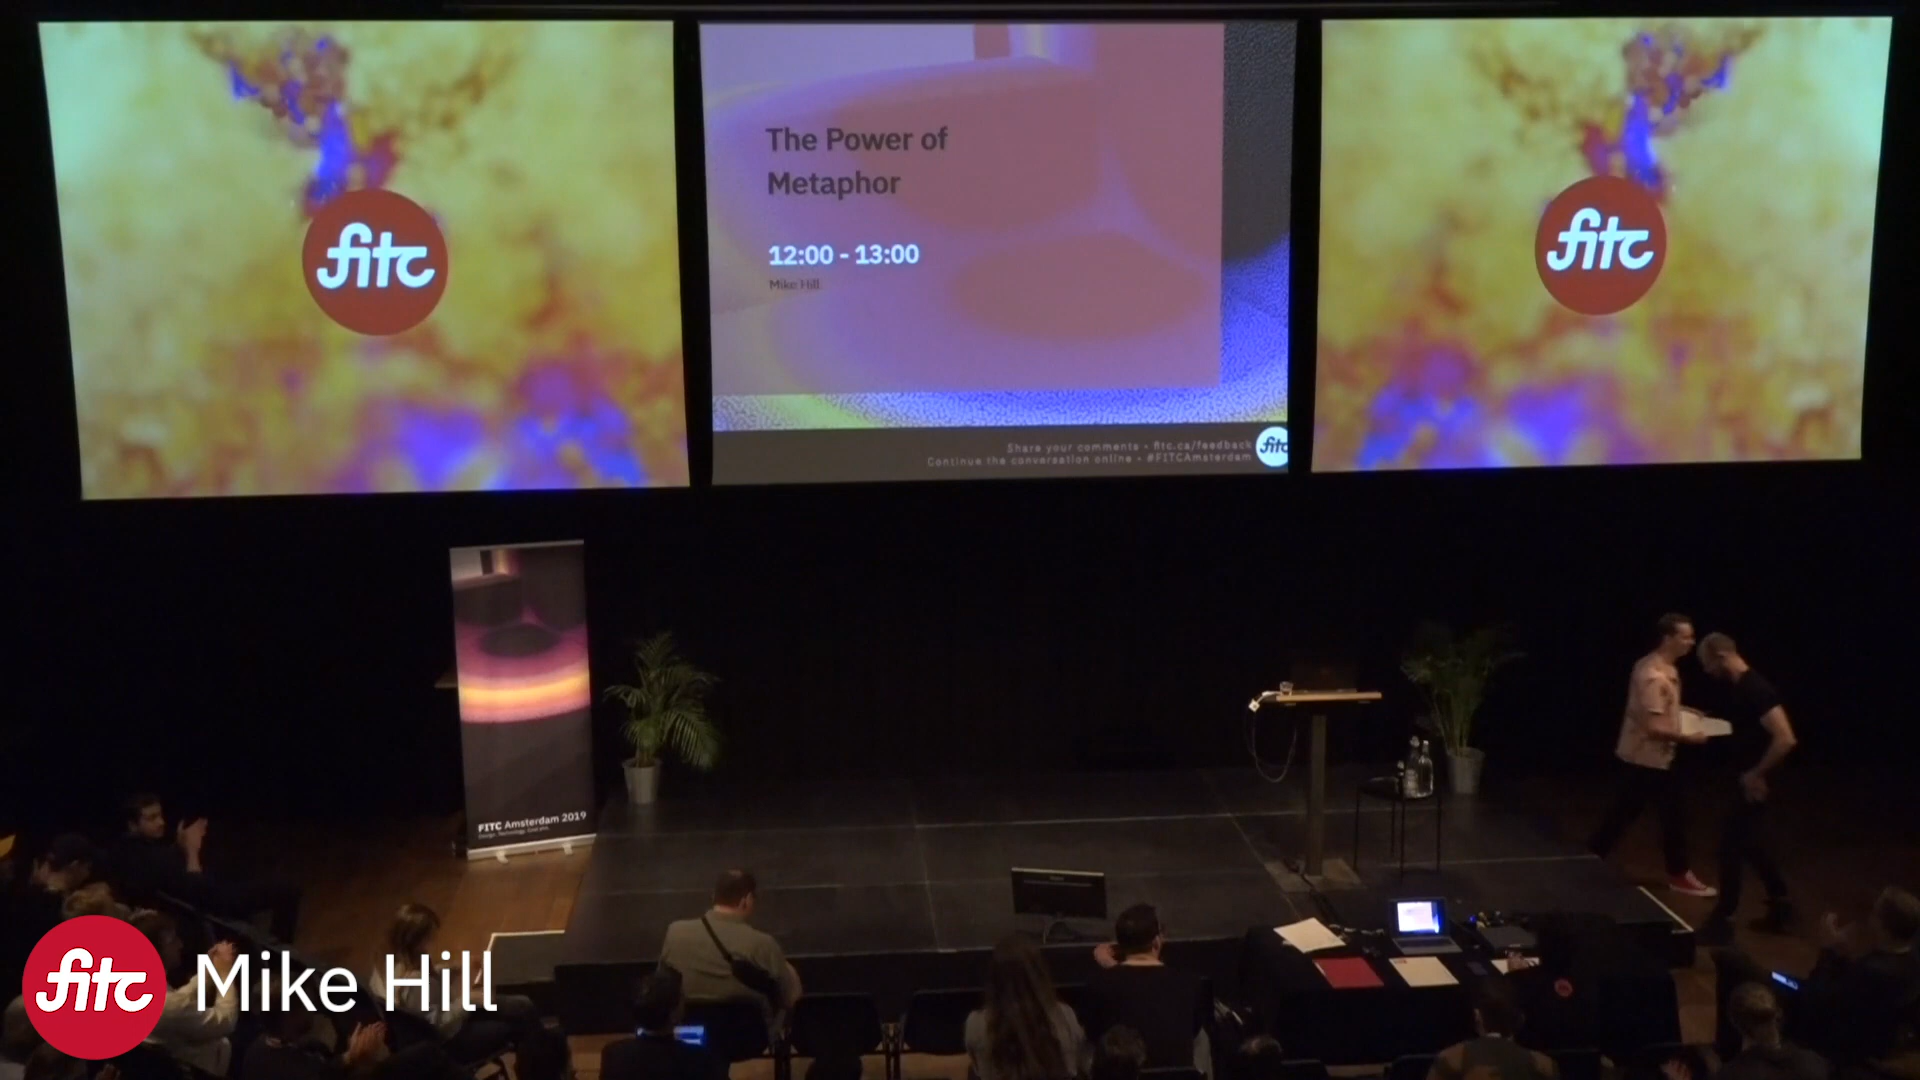 fitc
The Power of
Metaphor
12:00 - 13:00
Mike Hill
Share your comments - fitc.ca/feedback
Continue the conversation online - #FITCAmsterdam
fitc
fitc
FITC Amsterdam 2019
fitc Mike Hill